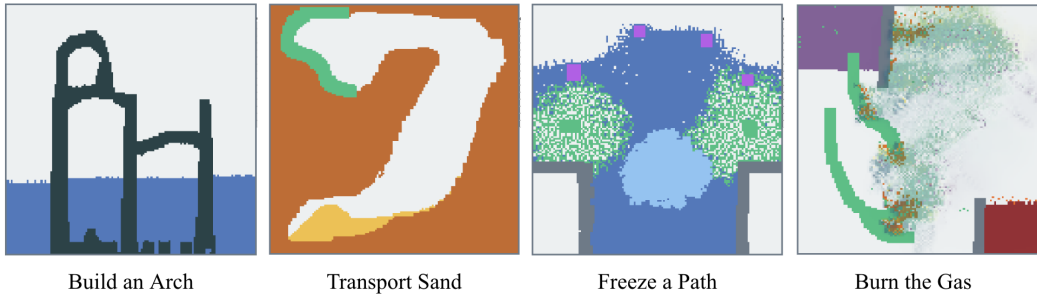 Build an Arch
Transport Sand
Freeze a Path
Burn the Gas